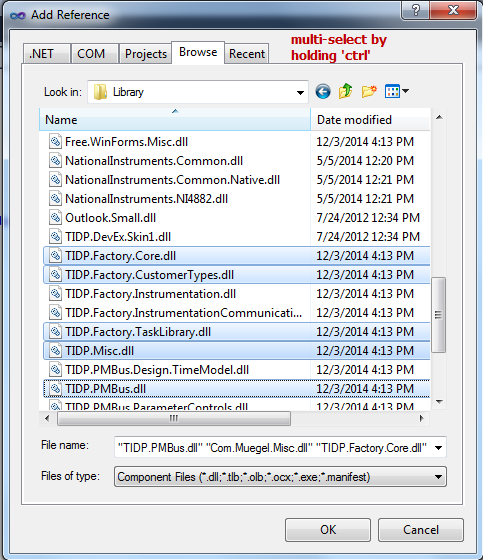 Add Reference
.NET COM Projects Browse Recent
multi-select by
holding 'ctrl'
Look in: Library
Name Date modified
Free.WinForms.Misc.dll 12/3/2014 4:13 PM
NationalInstruments.Common.dll 5/5/2014 12:20 PM
NationalInstruments.Common.Native.dll 5/5/2014 12:21 PM
NationalInstruments.NI4882.dll 5/5/2014 12:21 PM
Outlook.Small.dll 7/24/2012 12:34 PM
TIDP.DevEx.Skin1.dll 7/24/2012 12:34 PM
TIDP.Factory.Core.dll 12/3/2014 4:13 PM
TIDP.Factory.CustomerTypes.dll 12/3/2014 4:13 PM
TIDP.Factory.Instrumentation.dll 12/3/2014 4:13 PM
TIDP.Factory.InstrumentationCommunicati... 12/3/2014 4:13 PM
TIDP.Factory.TaskLibrary.dll 12/3/2014 4:13 PM
TIDP.Misc.dll 12/3/2014 4:13 PM
TIDP.PMBus.Design.TimeModel.dll 12/3/2014 4:13 PM
TIDP.PMBus.dll 12/3/2014 4:13 PM
TIDP.PMBus.ParameterControls.dll 12/3/2014 4:13 PM
File name: "TIDP.PMBus.dll" "Com.Muegel.Misc.dll" "TIDP.Factory.Core.dll"
Files of type: Component Files (*.dll;*.tlb;*.olb;*.ocx;*.exe;*.manifest)
OK Cancel